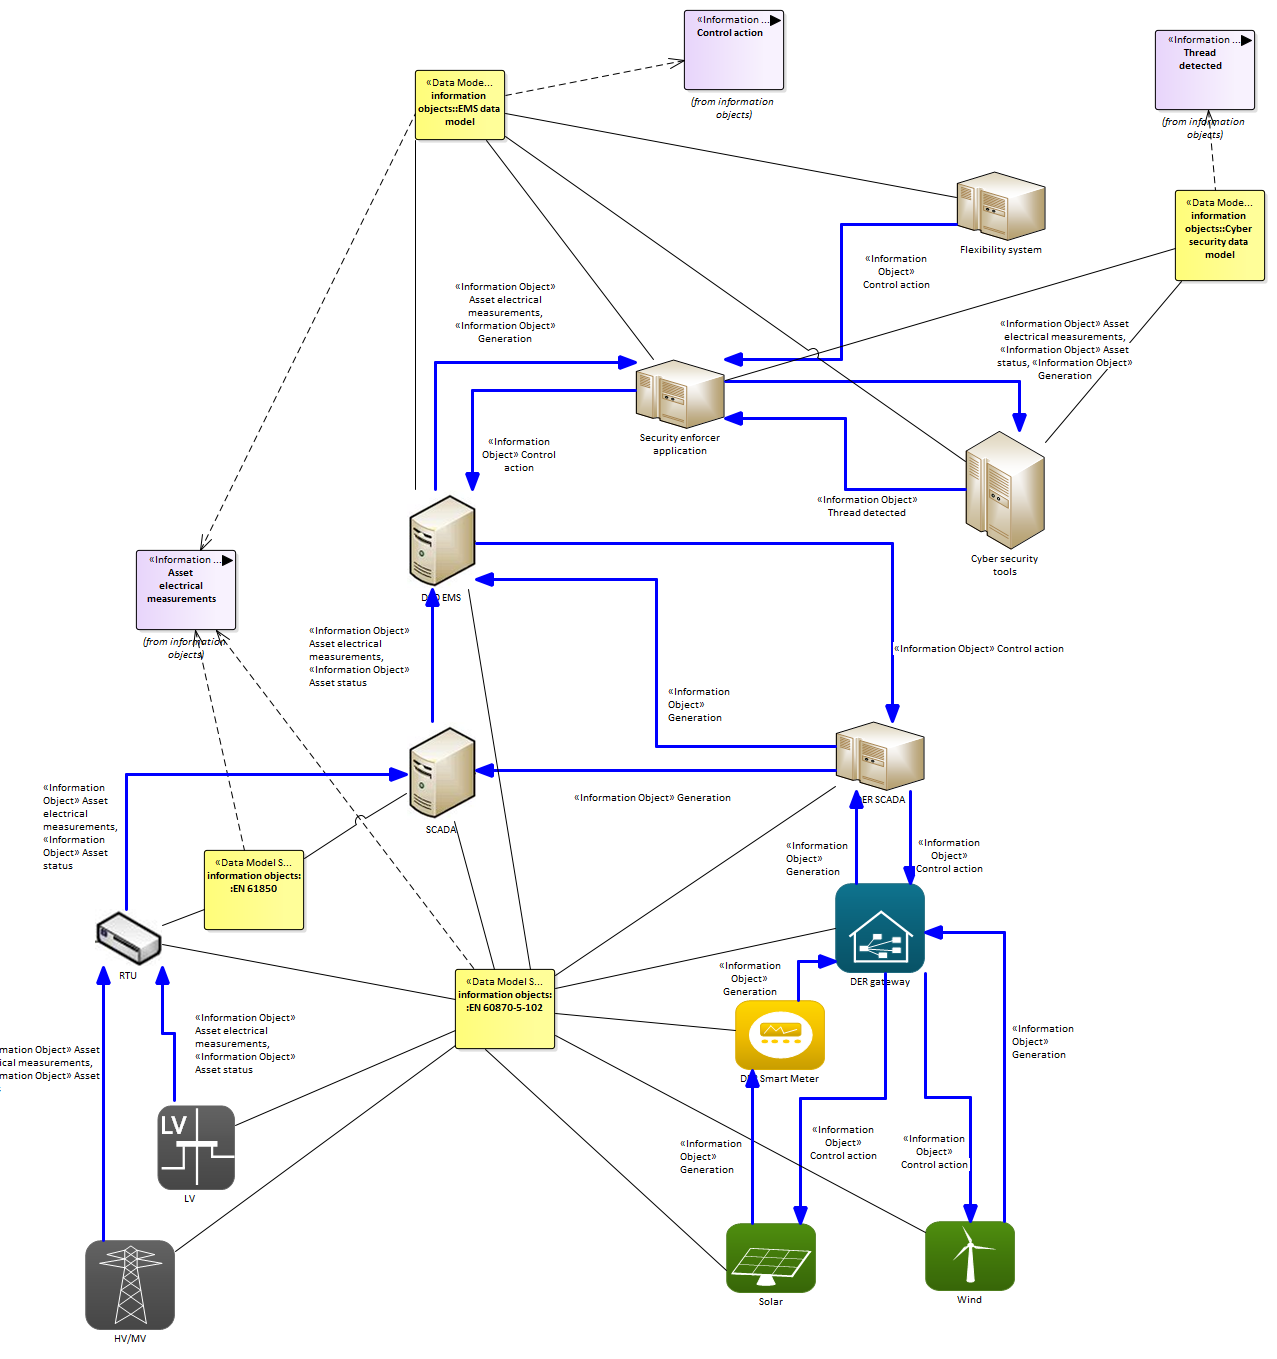 «Information ...
Control action
(from information
objects)
«Information ...
Thread
detected
(from information
objects)
«Data Mode...
information
objects::EMS data
model
«Data Mode...
information
objects::Cyber
security data
model
Flexibility system
«Information
Object»
Control action
«Information Object»
Asset electrical
measurements,
«Information Object»
Generation
«Information Object» Asset
electrical measurements,
«Information Object» Asset
status, «Information Object»
Generation
Security enforcer
application
«Information
Object» Control
action
«Information Object»
Thread detected
Cyber security
tools
«Information ...
Asset
electrical
measurements
(from information
objects)
EMS
«Information Object»
Asset electrical
measurements,
«Information Object»
Asset status
«Information Object» Control action
«Information
Object»
Generation
«Information
Object» Asset
electrical
measurements,
«Information
Object» Asset
status
SCADA
«Information Object» Generation
DER SCADA
«Information
Object»
Generation
«Information
Object»
Control action
«Data Model S...
information objects:
:EN 61850
RTU
«Data Model S...
information objects:
:EN 60870-5-102
DER gateway
«Information
Object»
Generation
«Information Object»
Asset electrical
measurements,
«Information Object»
Asset status
mation Object» Asset
ical measurements,
mation Object» Asset
«Information
Object»
Generation
Smart Meter
LV
LV
«Information
Object»
Generation
«Information
Object»
Control action
«Information
Object»
Control action
Solar
Wind
HV/MV